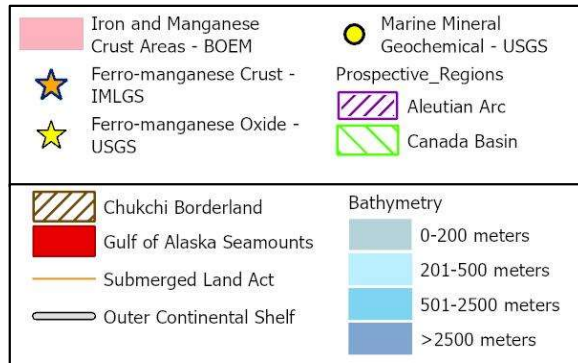 Iron and Manganese
Crust Areas - BOEM
Ferro-manganese Crust -
IMLGS
Ferro-manganese Oxide -
USGS
Marine Mineral
Geochemical - USGS
Prospective_Regions
Aleutian Arc
Canada Basin
Chukchi Borderland
Gulf of Alaska Seamounts
Submerged Land Act
Outer Continental Shelf
Bathymetry
0-200 meters
201-500 meters
501-2500 meters
>2500 meters